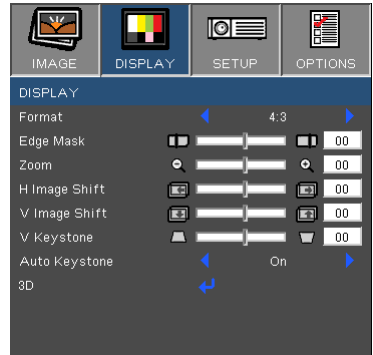 IMAGE DISPLAY SETUP OPTIONS
DISPLAY
Format 4:3
Edge Mask 00
Zoom 00
H Image Shift 00
V Image Shift 00
V Keystone 00
Auto Keystone On
3D